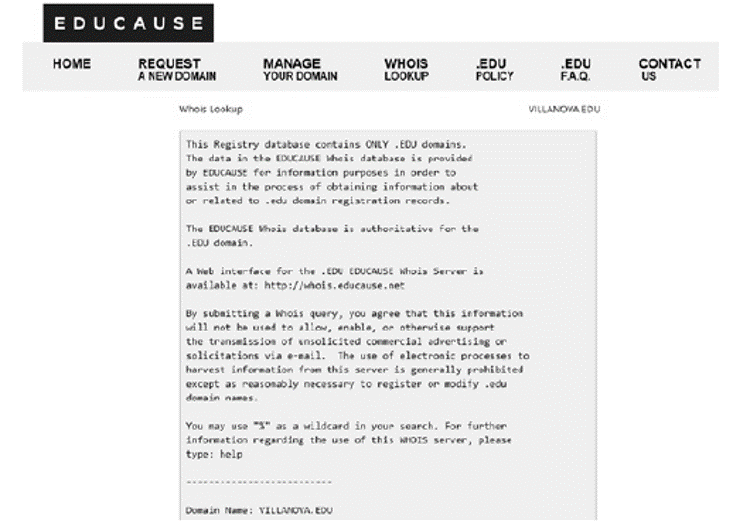 EDUCAUSE
HOME REQUEST A NEW DOMAIN MANAGE YOUR DOMAIN WHOIS LOOKUP .EDU POLICY .EDU F.A.Q. CONTACT US
Whois Lookup VILLANOVA.EDU
This Registry database contains ONLY .EDU domains.
The data in the EDUCAUSE Whois database is provided
by EDUCAUSE for information purposes in order to
assist in the process of obtaining information about
or related to .edu domain registration records.
The EDUCAUSE Whois database is authoritative for the
.EDU domain.
A Web interface for the .EDU EDUCAUSE Whois Server is
available at: http://whois.educause.net
By submitting a Whois query, you agree that this information
will not be used to allow, enable, or otherwise support
the transmission of unsolicited commercial advertising or
solicitations via e-mail. The use of electronic processes to
harvest information from this server is generally prohibited
except as reasonably necessary to register or modify .edu
domain names.
You may use "%" as a wildcard in your search. For further
information regarding the use of this WHOIS server, please
type: help
--------------------------
Domain Name: VILLANOVA.EDU